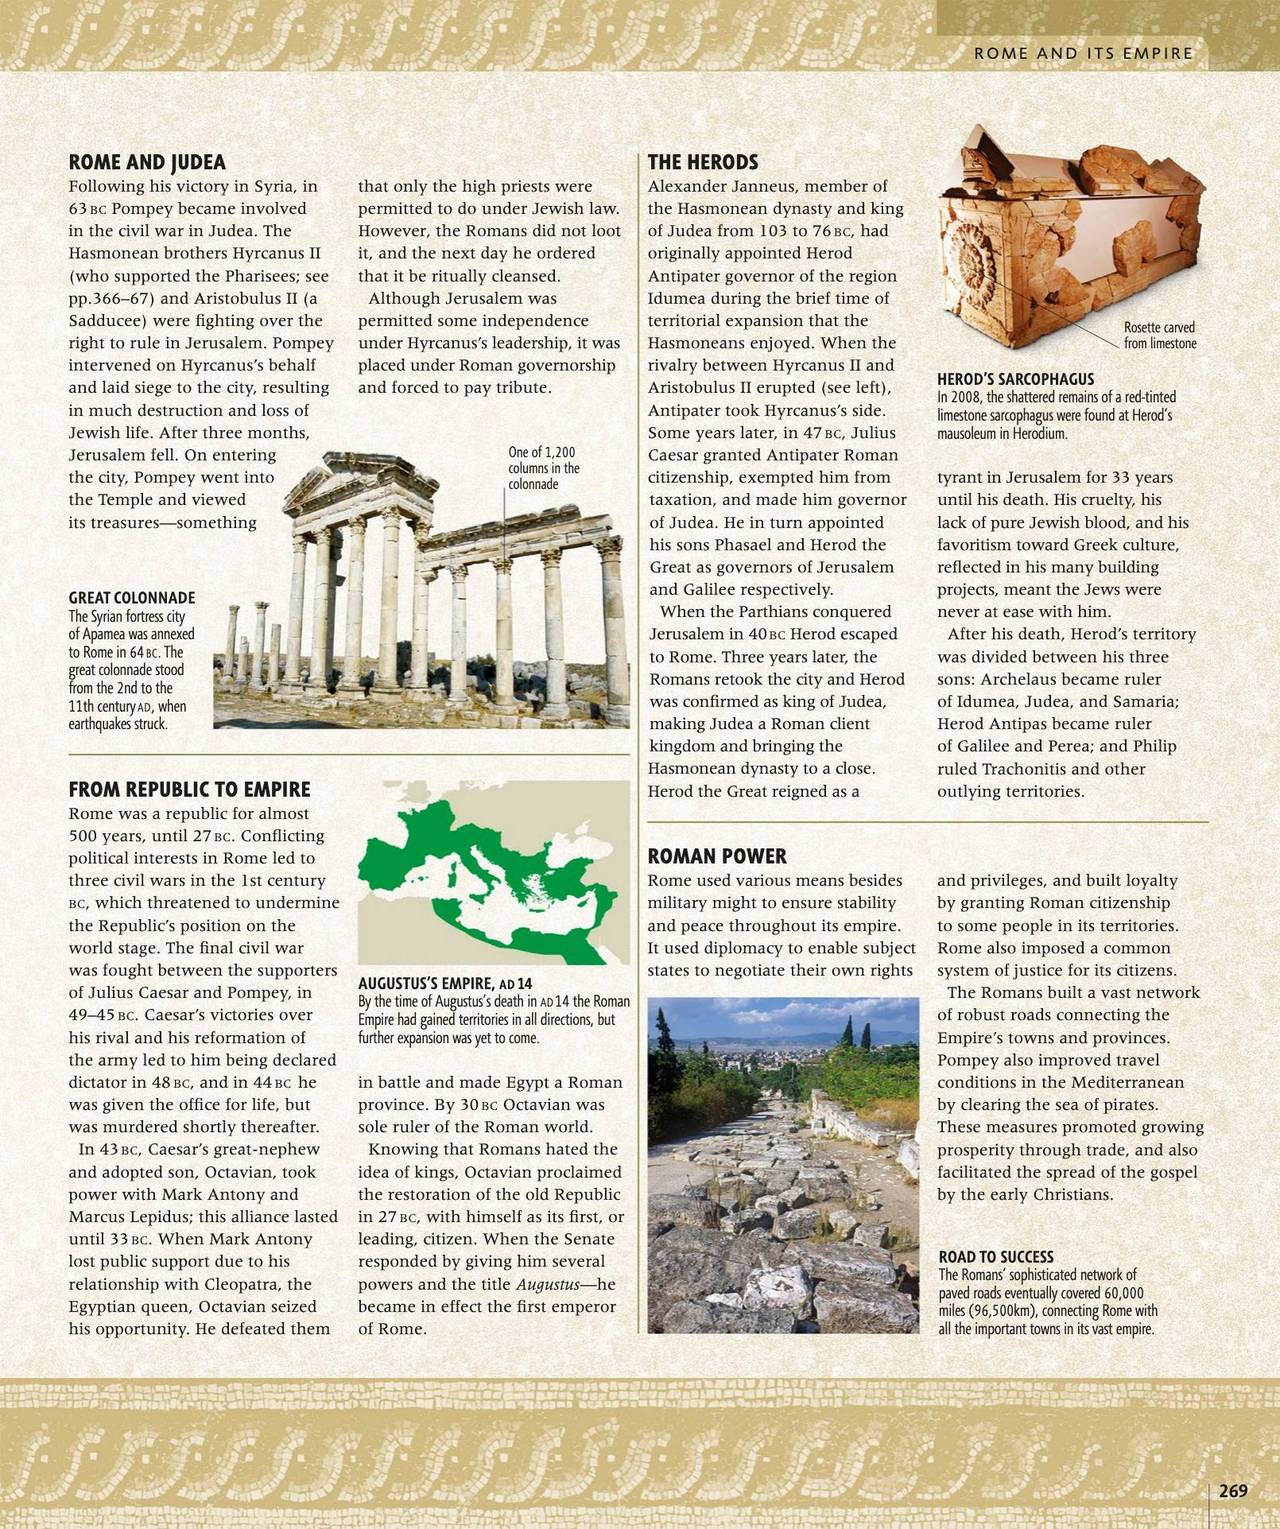 ROME AND ITS EMPIRE
ROME AND JUDEA
Following his victory in Syria, in
63 BC Pompey became involved
in the civil war in Judea. The
Hasmonean brothers Hyrcanus II
(who supported the Pharisees; see
pp.366–67) and Aristobulus II (a
Sadducee) were fighting over the
right to rule in Jerusalem. Pompey
intervened on Hyrcanus's behalf
and laid siege to the city, resulting
in much destruction and loss of
Jewish life. After three months,
Jerusalem fell. On entering
the city, Pompey went into
the Temple and viewed
its treasures—something
that only the high priests were
permitted to do under Jewish law.
However, the Romans did not loot
it, and the next day he ordered
that it be ritually cleansed.
Although Jerusalem was
permitted some independence
under Hyrcanus's leadership, it was
placed under Roman governorship
and forced to pay tribute.
One of 1,200
columns in the
colonnade
GREAT COLONNADE
The Syrian fortress city
of Apamea was annexed
to Rome in 64 BC. The
great colonnade stood
from the 2nd to the
11th century AD, when
earthquakes struck.
FROM REPUBLIC TO EMPIRE
Rome was a republic for almost
500 years, until 27 BC. Conflicting
political interests in Rome led to
three civil wars in the 1st century
BC, which threatened to undermine
the Republic's position on the
world stage. The final civil war
was fought between the supporters
of Julius Caesar and Pompey, in
49–45 BC. Caesar's victories over
his rival and his reformation of
the army led to him being declared
dictator in 48 BC, and in 44 BC he
was given the office for life, but
was murdered shortly thereafter.
In 43 BC, Caesar's great-nephew
and adopted son, Octavian, took
power with Mark Antony and
Marcus Lepidus; this alliance lasted
until 33 BC. When Mark Antony
lost public support due to his
relationship with Cleopatra, the
Egyptian queen, Octavian seized
his opportunity. He defeated them
AUGUSTUS'S EMPIRE, AD 14
By the time of Augustus's death in AD 14 the Roman
Empire had gained territories in all directions, but
further expansion was yet to come.
in battle and made Egypt a Roman
province. By 30 BC Octavian was
sole ruler of the Roman world.
Knowing that Romans hated the
idea of kings, Octavian proclaimed
the restoration of the old Republic
in 27 BC, with himself as its first, or
leading, citizen. When the Senate
responded by giving him several
powers and the title Augustus—he
became in effect the first emperor
of Rome.
THE HERODS
Alexander Janneus, member of
the Hasmonean dynasty and king
of Judea from 103 to 76 BC, had
originally appointed Herod
Antipater governor of the region
Idumea during the brief time of
territorial expansion that the
Hasmoneans enjoyed. When the
rivalry between Hyrcanus II and
Aristobulus II erupted (see left),
Antipater took Hyrcanus's side.
Some years later, in 47 BC, Julius
Caesar granted Antipater Roman
citizenship, exempted him from
taxation, and made him governor
of Judea. He in turn appointed
his sons Phasael and Herod the
Great as governors of Jerusalem
and Galilee respectively.
When the Parthians conquered
Jerusalem in 40 BC Herod escaped
to Rome. Three years later, the
Romans retook the city and Herod
was confirmed as king of Judea,
making Judea a Roman client
kingdom and bringing the
Hasmonean dynasty to a close.
Herod the Great reigned as a
Rosette carved
from limestone
HEROD'S SARCOPHAGUS
In 2008, the shattered remains of a red-tinted
limestone sarcophagus were found at Herod's
mausoleum in Herodium.
tyrant in Jerusalem for 33 years
until his death. His cruelty, his
lack of pure Jewish blood, and his
favoritism toward Greek culture,
reflected in his many building
projects, meant the Jews were
never at ease with him.
After his death, Herod's territory
was divided between his three
sons: Archelaus became ruler
of Idumea, Judea, and Samaria;
Herod Antipas became ruler
of Galilee and Perea; and Philip
ruled Trachonitis and other
outlying territories.
ROMAN POWER
Rome used various means besides
military might to ensure stability
and peace throughout its empire.
It used diplomacy to enable subject
states to negotiate their own rights
and privileges, and built loyalty
by granting Roman citizenship
to some people in its territories.
Rome also imposed a common
system of justice for its citizens.
The Romans built a vast network
of robust roads connecting the
Empire's towns and provinces.
Pompey also improved travel
conditions in the Mediterranean
by clearing the sea of pirates.
These measures promoted growing
prosperity through trade, and also
facilitated the spread of the gospel
by the early Christians.
ROAD TO SUCCESS
The Romans' sophisticated network of
paved roads eventually covered 60,000
miles (96,500km), connecting Rome with
all the important towns in its vast empire.
269